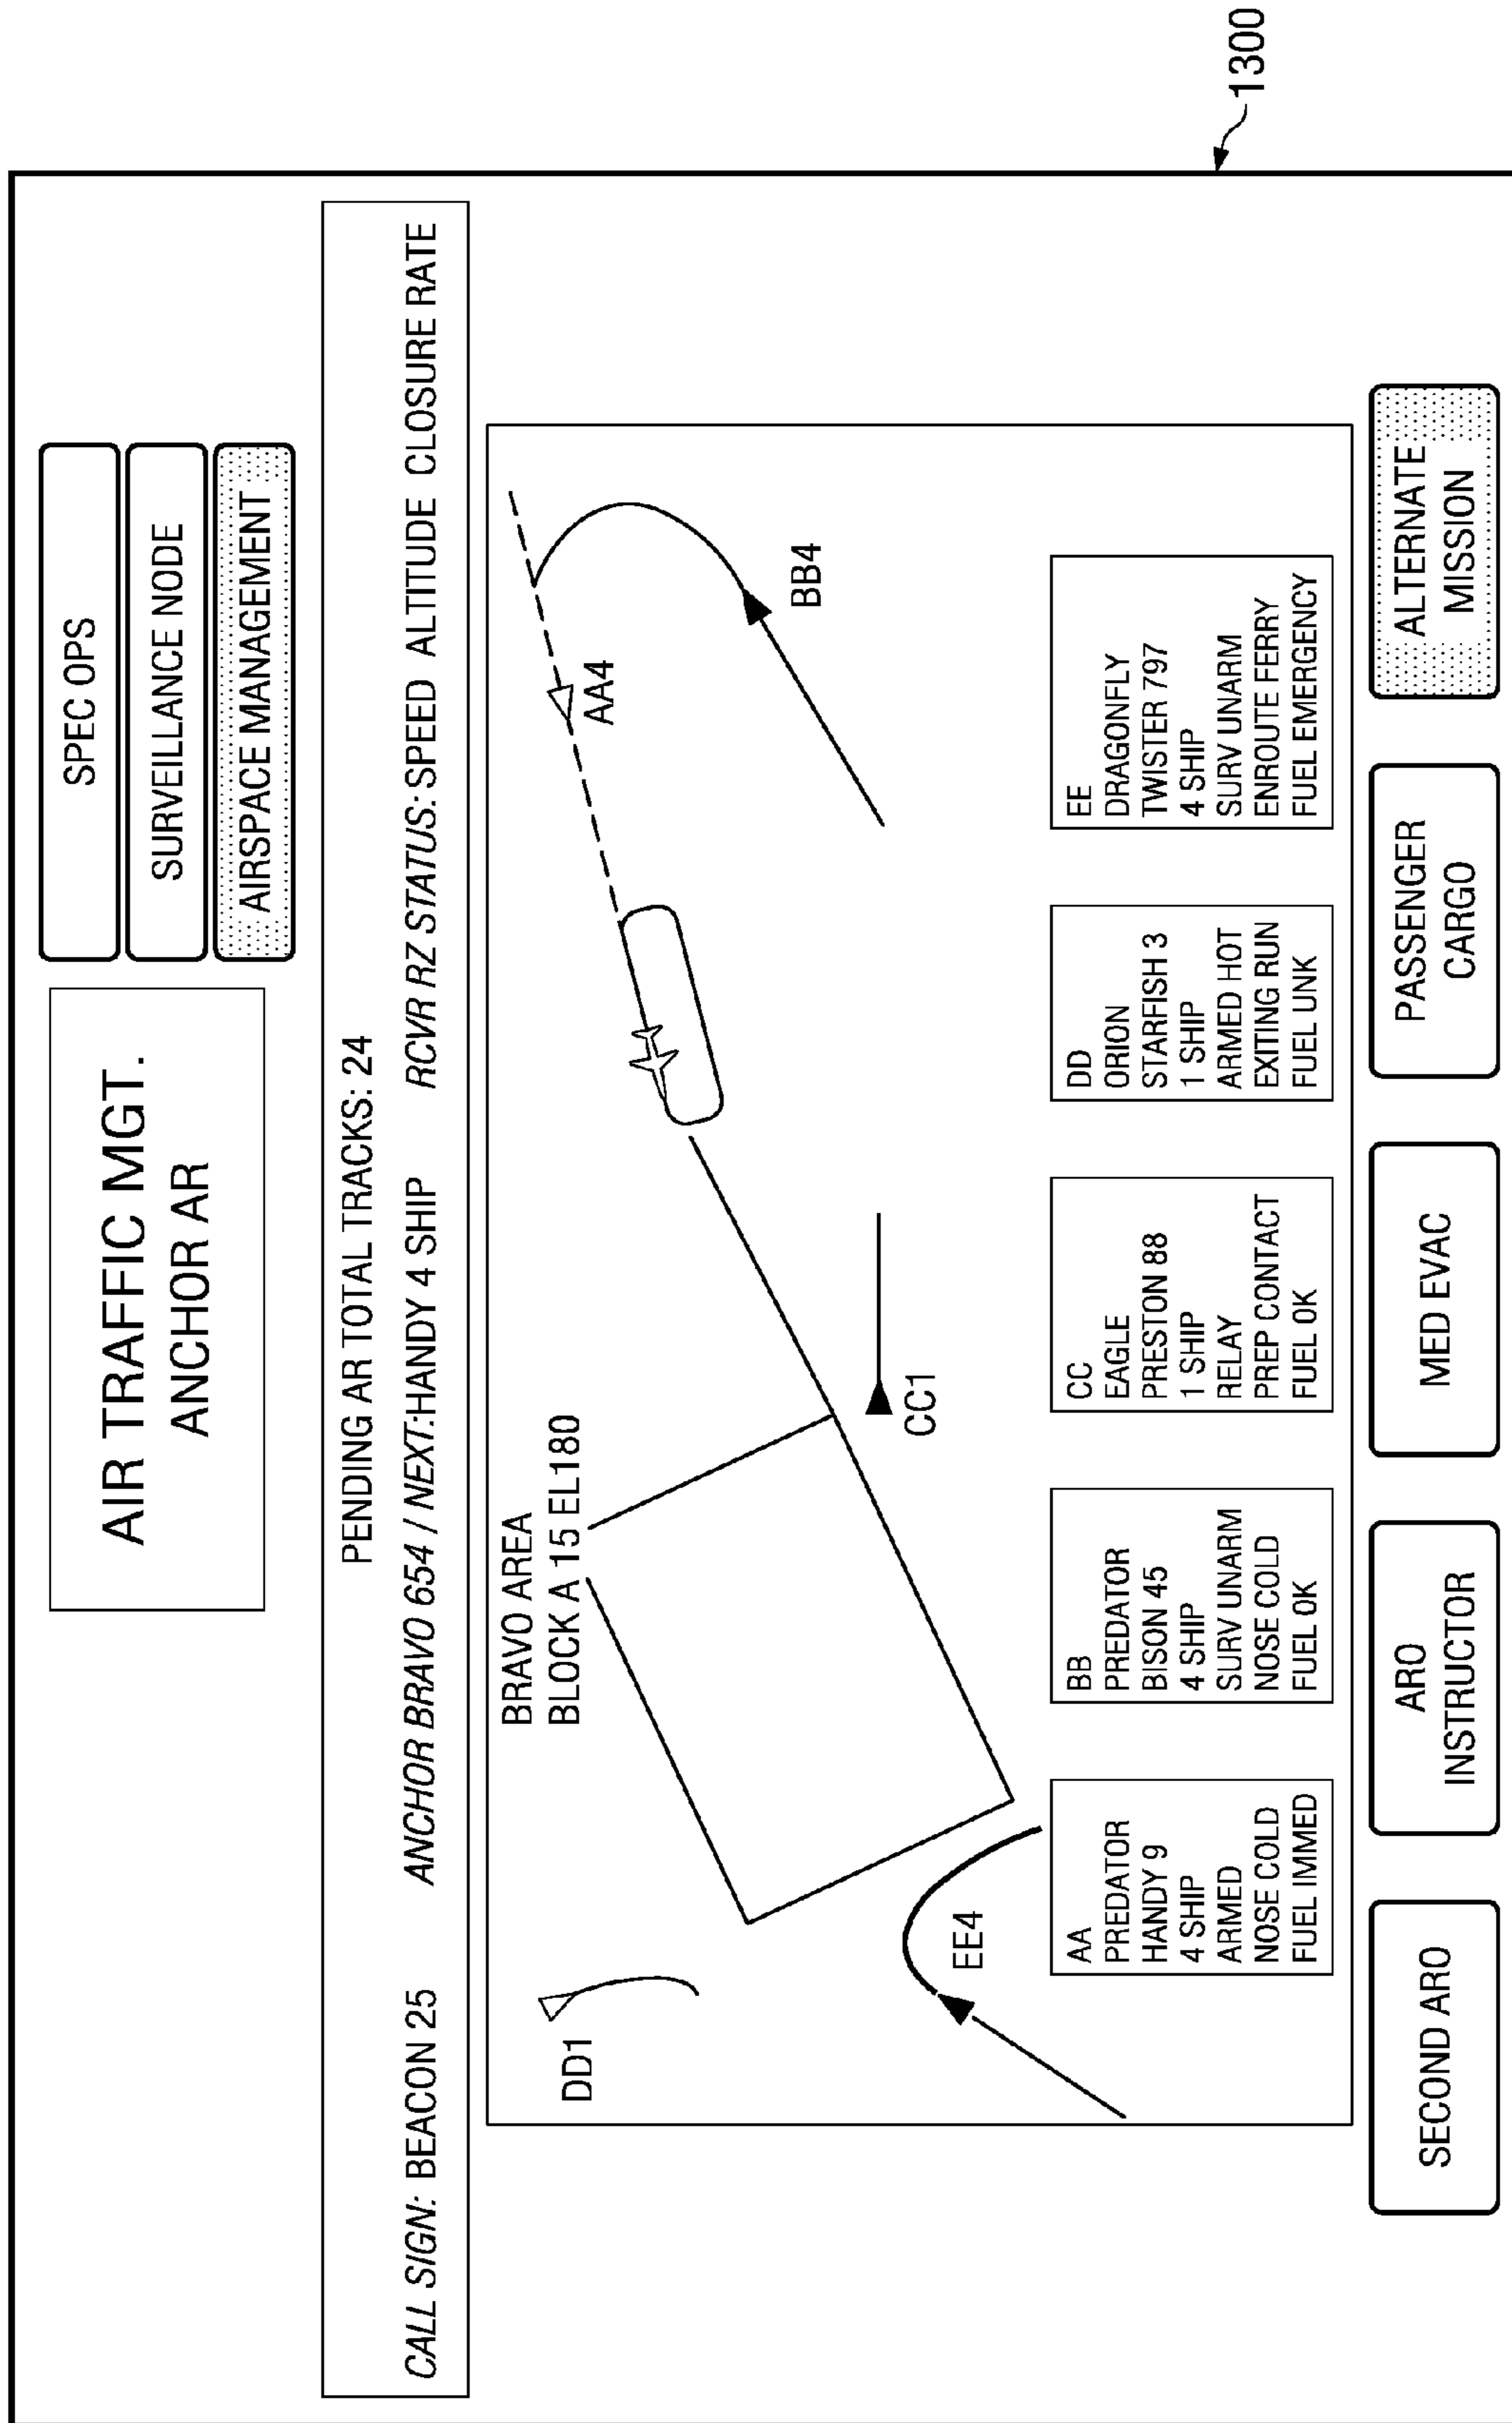 AIR TRAFFIC MGT.
ANCHOR AR
SPEC OPS
SURVEILLANCE NODE
AIRSPACE MANAGEMENT
PENDING AR TOTAL TRACKS: 24
CALL SIGN: BEACON 25 ANCHOR BRAVO 654 / NEXT:HANDY 4 SHIP RCVR RZ STATUS: SPEED ALTITUDE CLOSURE RATE
DD1
BRAVO AREA
BLOCK A 15 EL180
AA4
BB4
CC1
EE4
AA
PREDATOR
HANDY 9
4 SHIP
ARMED
NOSE COLD
FUEL IMMED
BB
PREDATOR
BISON 45
4 SHIP
SURV UNARM
NOSE COLD
FUEL OK
CC
EAGLE
PRESTON 88
1 SHIP
RELAY
PREP CONTACT
FUEL OK
DD
ORION
STARFISH 3
1 SHIP
ARMED HOT
EXITING RUN
FUEL UNK
EE
DRAGONFLY
TWISTER 797
4 SHIP
SURV UNARM
ENROUTE FERRY
FUEL EMERGENCY
SECOND ARO
ARO
INSTRUCTOR
MED EVAC
PASSENGER
CARGO
ALTERNATE
MISSION
1300